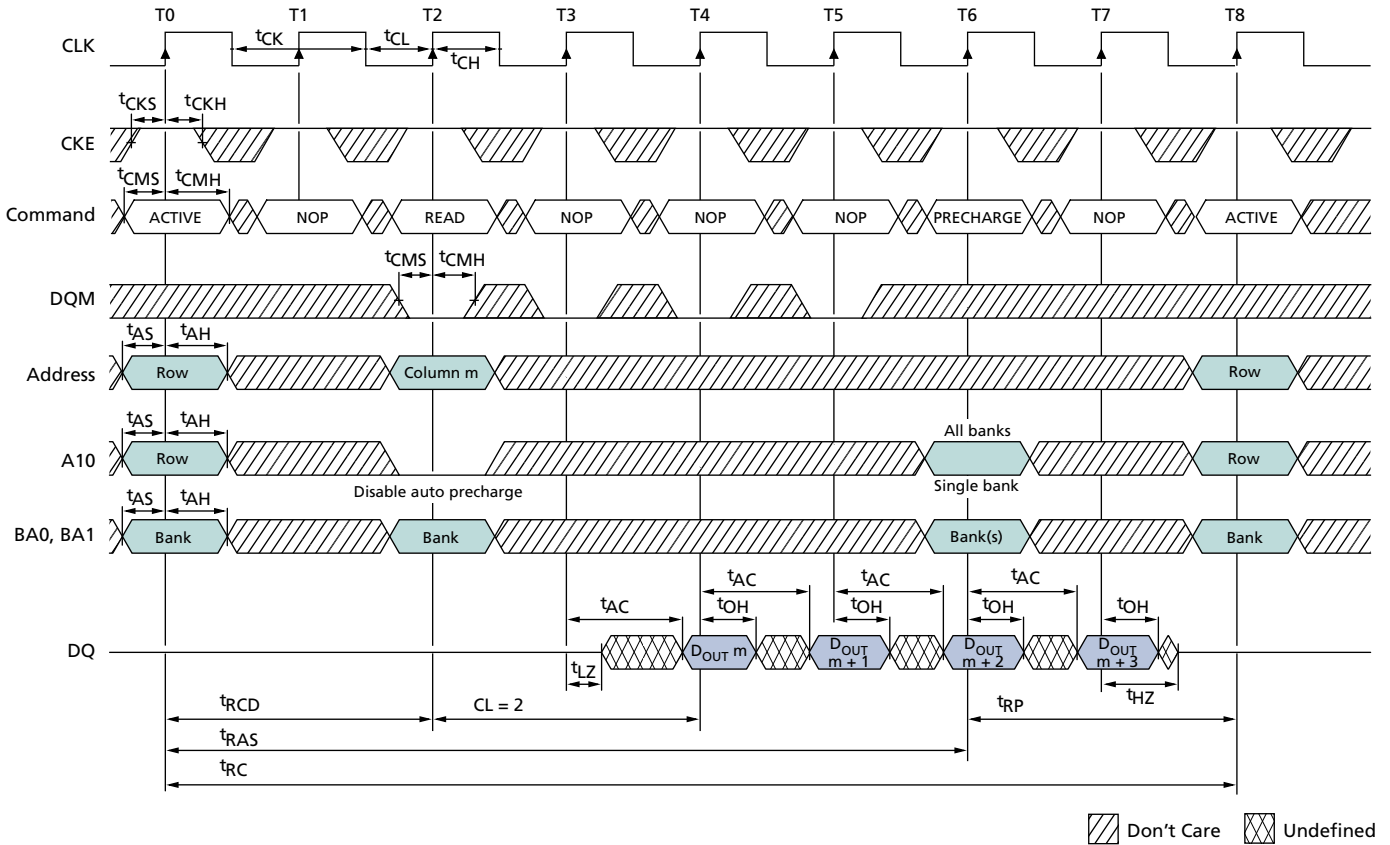 T0 T1 T2 T3 T4 T5 T6 T7 T8
CLK
tCK tCL tCH
tCKS tCKH
CKE
tCMS tCMH
Command ACTIVE NOP READ NOP NOP NOP PRECHARGE NOP ACTIVE
tCMS tCMH
DQM
tAS tAH
Address Row Column m Row
tAS tAH
All banks
A10 Row Row
Disable auto precharge
Single bank
tAS tAH
BA0, BA1 Bank Bank Bank(s) Bank
tAC tAC tAC tAC
tOH tOH tOH tOH
DQ DOUT m DOUT m + 1 DOUT m + 2 DOUT m + 3
tLZ tHZ
tRCD CL = 2 tRP
tRAS
tRC
Don't Care Undefined